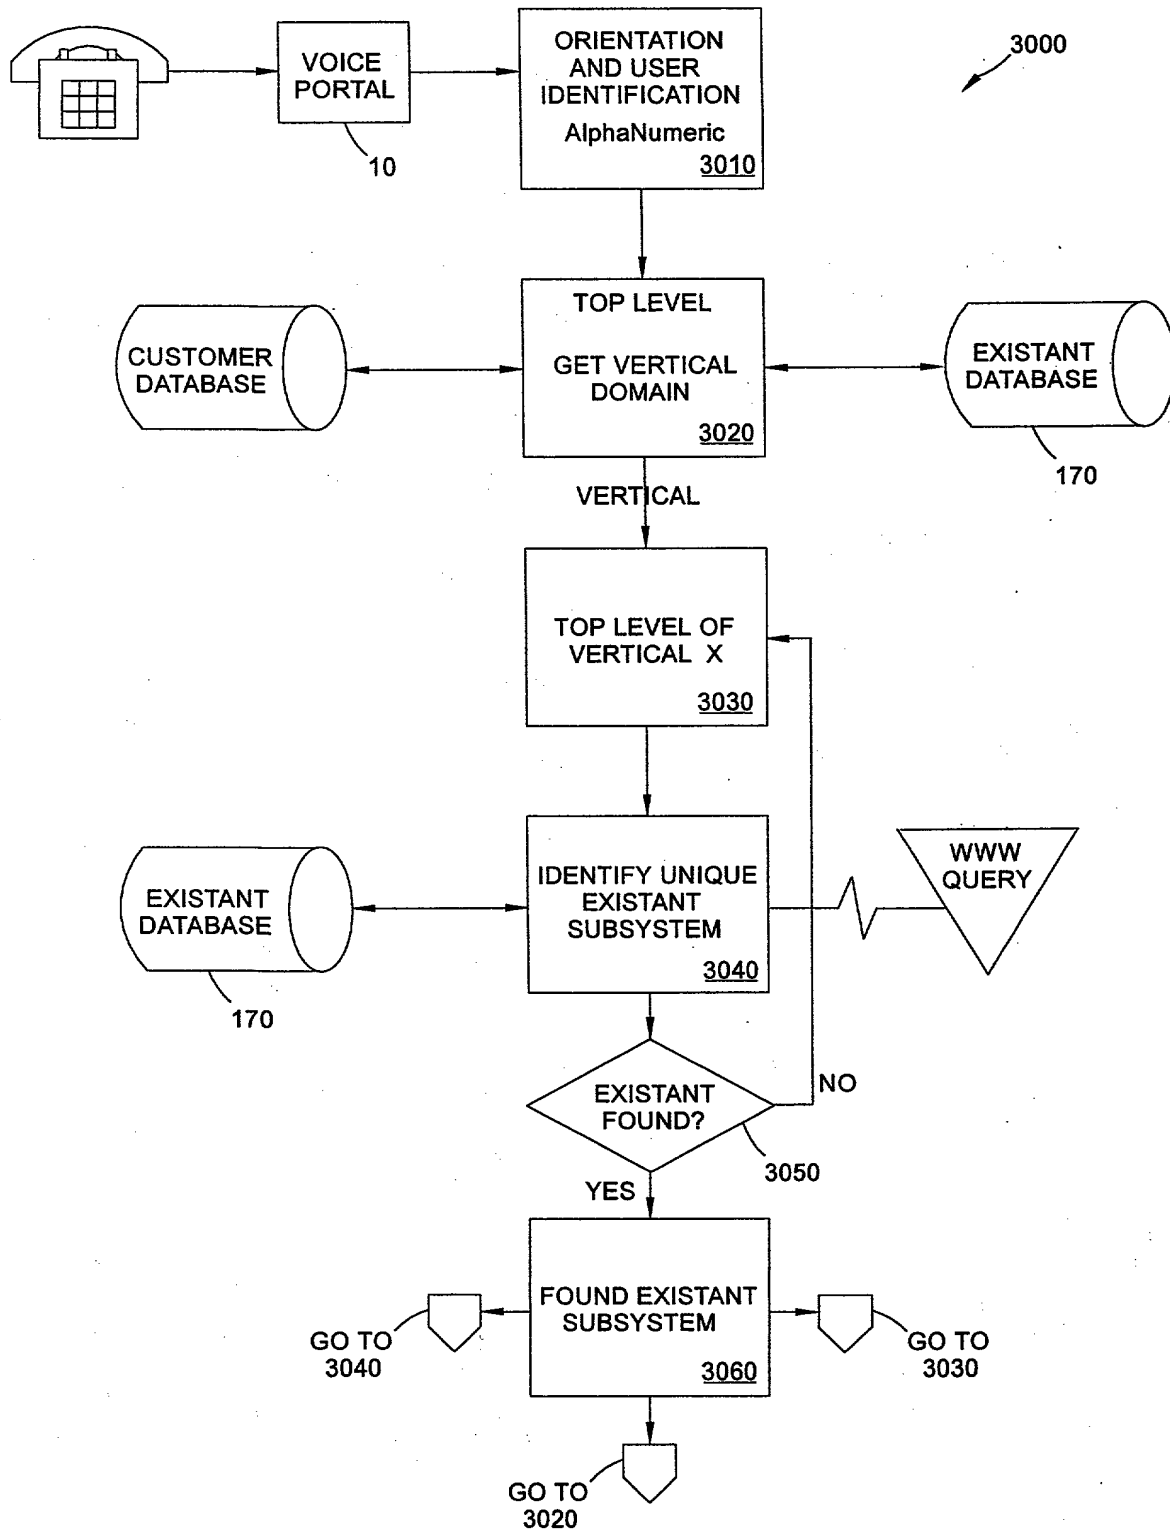 VOICE
PORTAL
10
ORIENTATION
AND USER
IDENTIFICATION
AlphaNumeric
3010
3000
CUSTOMER
DATABASE
TOP LEVEL
GET VERTICAL
DOMAIN
3020
EXISTANT
DATABASE
170
VERTICAL
TOP LEVEL OF
VERTICAL X
3030
EXISTANT
DATABASE
170
IDENTIFY UNIQUE
EXISTANT
SUBSYSTEM
3040
WWW
QUERY
EXISTANT
FOUND?
NO
3050
YES
FOUND EXISTANT
SUBSYSTEM
3060
GO TO
3040
GO TO
3030
GO TO
3020